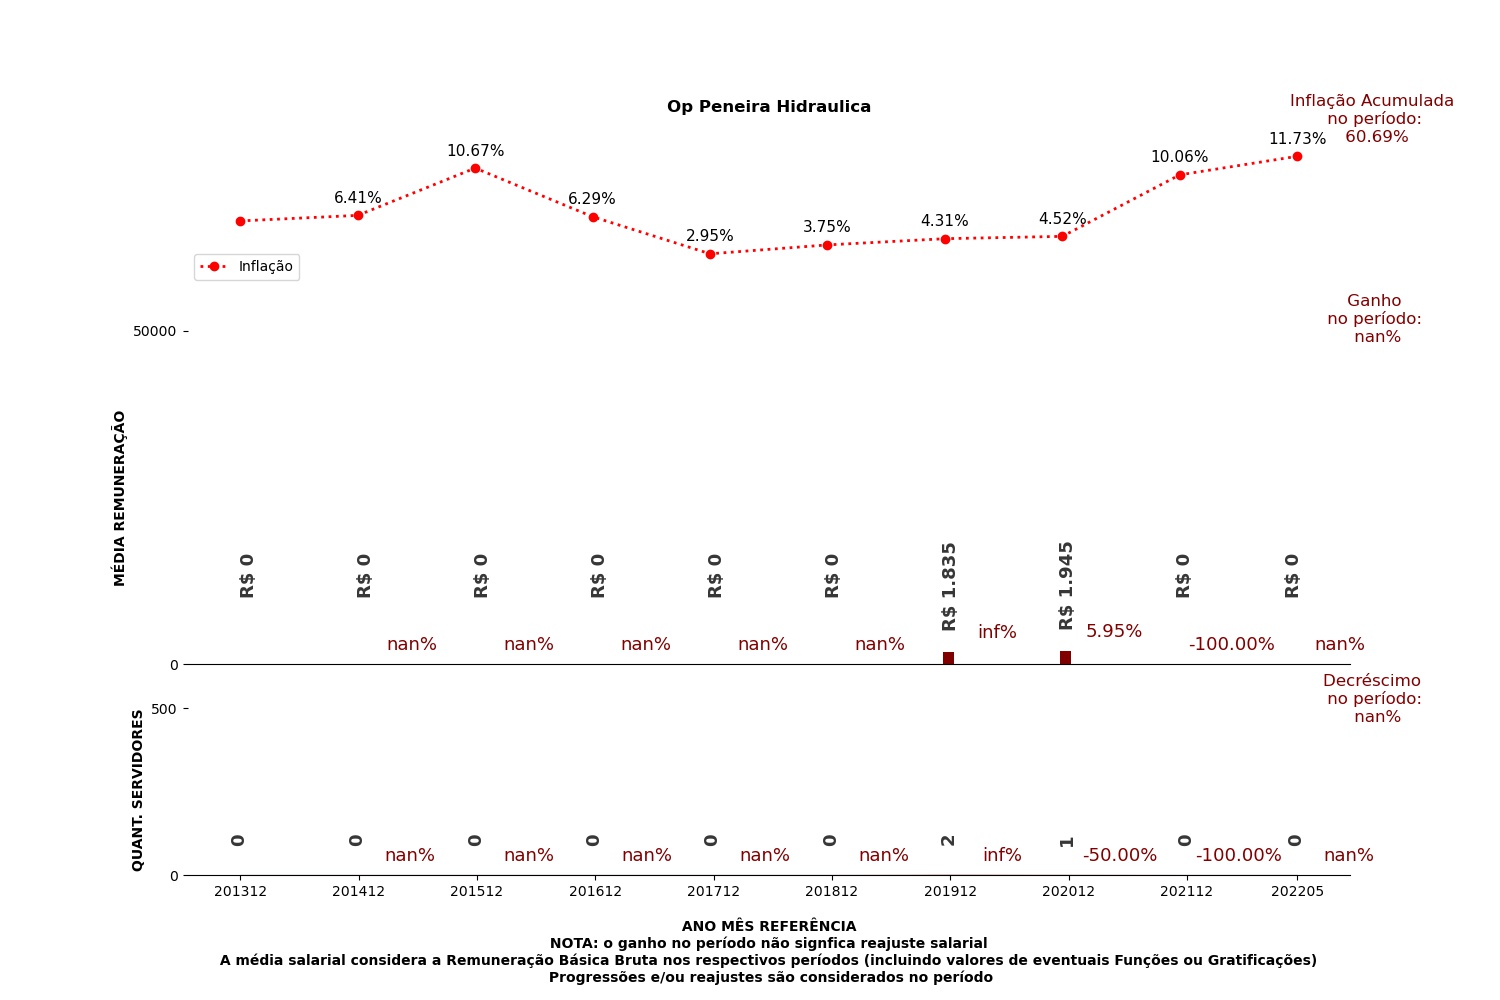 Op Peneira Hidraulica
Inflação Acumulada
no período:
60.69%
6.41%
10.67%
6.29%
2.95%
3.75%
4.31%
4.52%
10.06%
11.73%
Inflação
Ganho
no período:
nan%
MÉDIA REMUNERAÇÃO
50000
0
R$ 0
R$ 0
R$ 0
R$ 0
R$ 0
R$ 0
R$ 1.835
R$ 1.945
R$ 0
R$ 0
nan%
nan%
nan%
nan%
nan%
inf%
5.95%
-100.00%
nan%
Decréscimo
no período:
nan%
QUANT. SERVIDORES
500
0
0
0
0
0
0
0
2
1
0
0
nan%
nan%
nan%
nan%
nan%
inf%
-50.00%
-100.00%
nan%
201312
201412
201512
201612
201712
201812
201912
202012
202112
202205
ANO MÊS REFERÊNCIA
NOTA: o ganho no período não signfica reajuste salarial
A média salarial considera a Remuneração Básica Bruta nos respectivos períodos (incluindo valores de eventuais Funções ou Gratificações)
Progressões e/ou reajustes são considerados no período